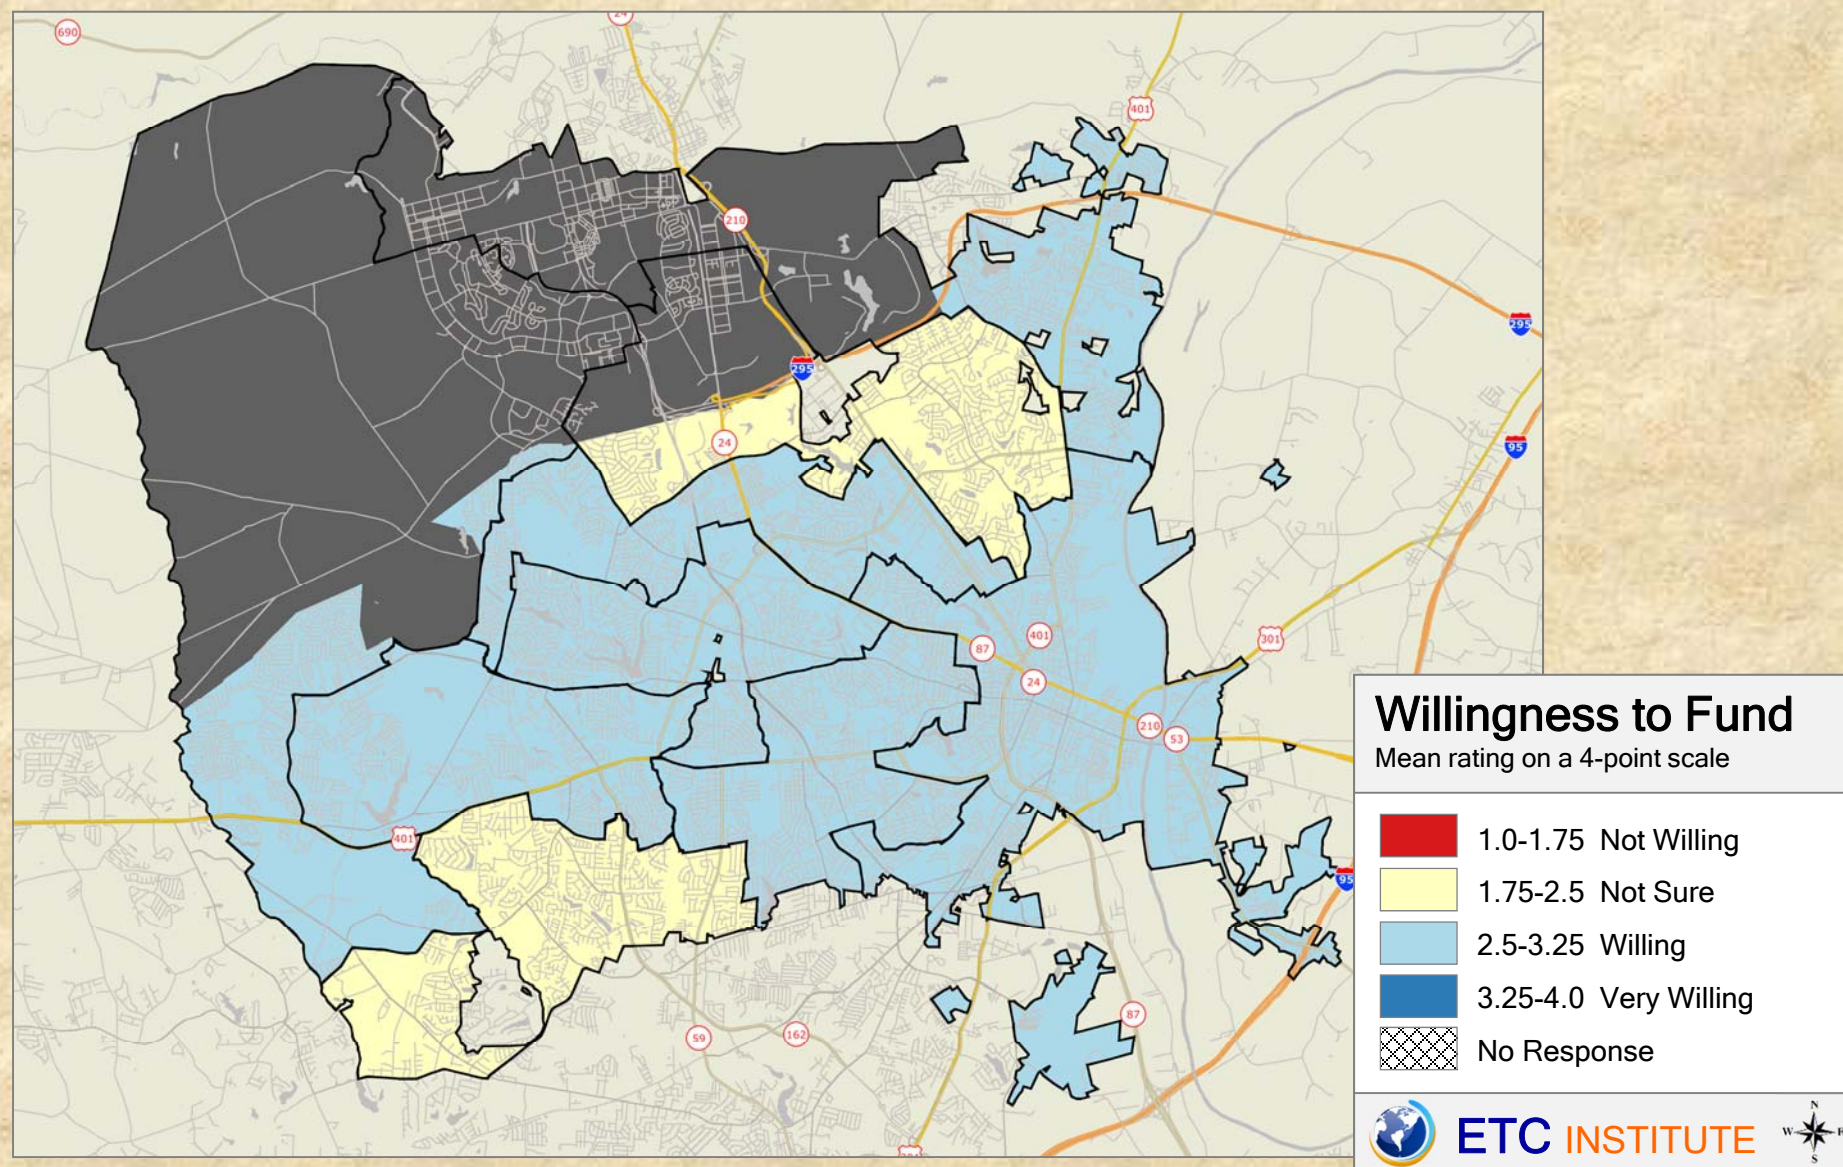 24
690
401
210
295
295
24
95
87
401
24
301
210
53
401
95
59
162
87
Willingness to Fund
Mean rating on a 4-point scale
1.0-1.75 Not Willing
1.75-2.5 Not Sure
2.5-3.25 Willing
3.25-4.0 Very Willing
No Response
ETC INSTITUTE
N
W E
S